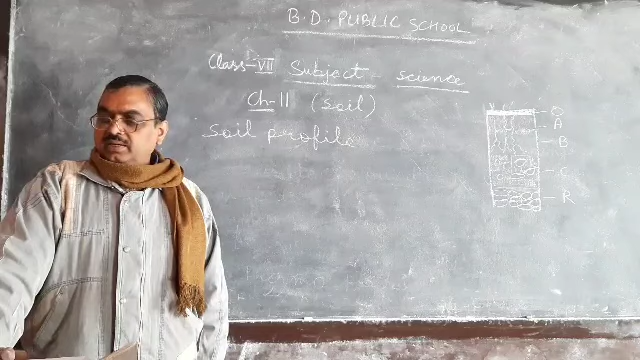 B.D. PUBLIC SCHOOL
Class-VII Subject science
Ch-11 (Soil)
Soil profile
O
A
B
C
R